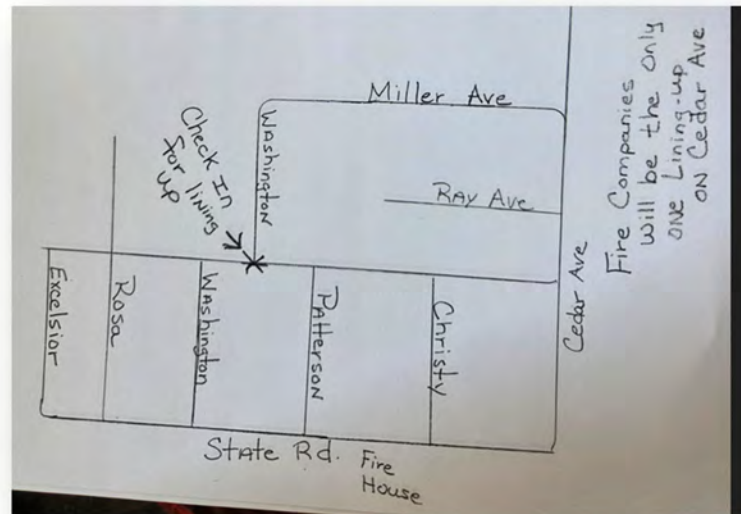 Miller Ave
Washington
Check In
for lining
up
Ray Ave
Excelsior
Rosa
Washington
Patterson
Christy
Cedar Ave
State Rd.
Fire
House
Fire Companies
will be the only
one Lining-up
on Cedar Ave